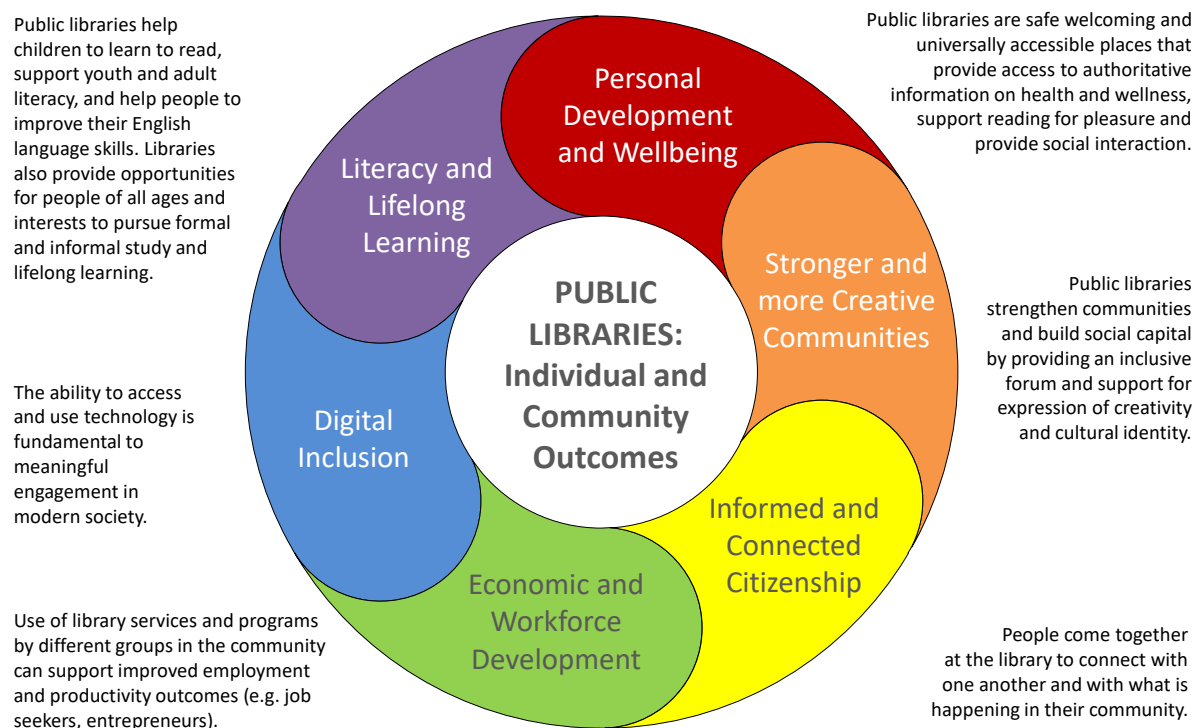 Public libraries help
children to learn to read,
support youth and adult
literacy, and help people to
improve their English
language skills. Libraries
also provide opportunities
for people of all ages and
interests to pursue formal
and informal study and
lifelong learning.
The ability to access
and use technology is
fundamental to
meaningful
engagement in
modern society.
Use of library services and programs
by different groups in the community
can support improved employment
and productivity outcomes (e.g. job
seekers, entrepreneurs).
Personal
Development
and Wellbeing
Literacy and
Lifelong
Learning
Stronger and
more Creative
Communities
PUBLIC
LIBRARIES:
Individual and
Community
Outcomes
Digital
Inclusion
Informed and
Connected
Citizenship
Economic and
Workforce
Development
Public libraries are safe welcoming and
universally accessible places that
provide access to authoritative
information on health and wellness,
support reading for pleasure and
provide social interaction.
Public libraries
strengthen communities
and build social capital
by providing an inclusive
forum and support for
expression of creativity
and cultural identity.
People come together
at the library to connect with
one another and with what is
happening in their community.